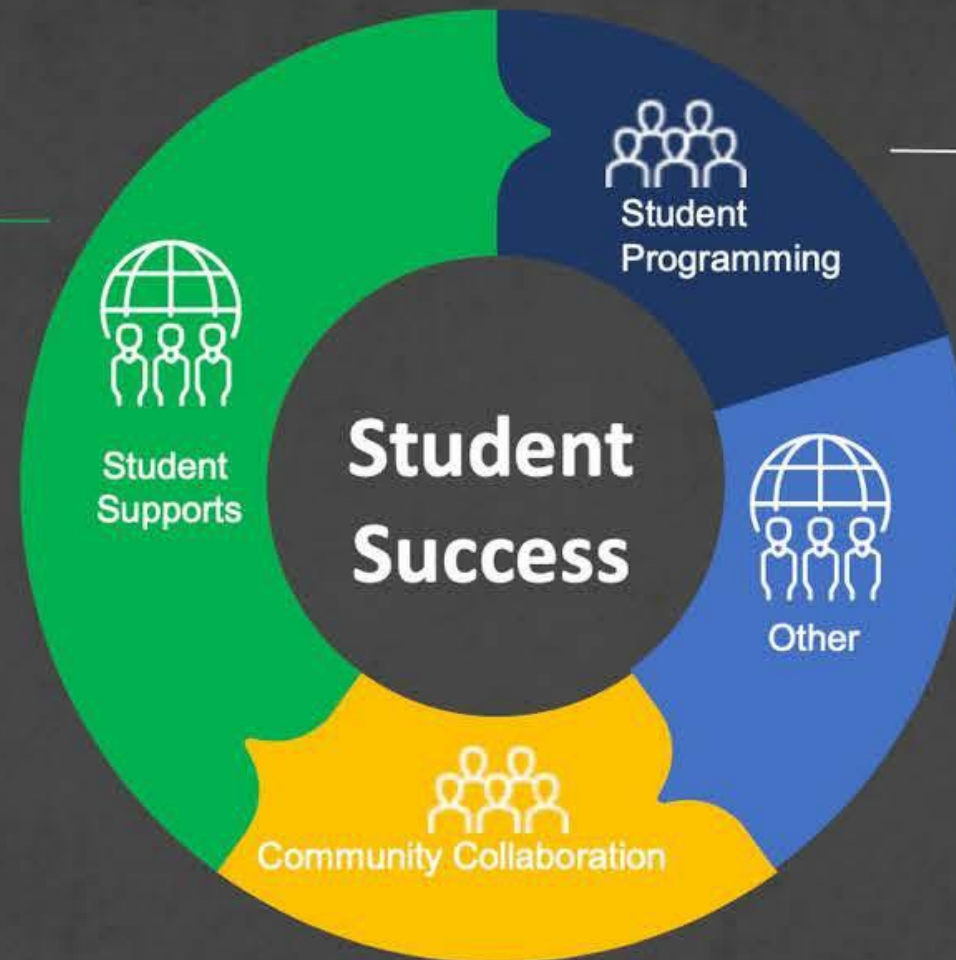 Student
Programming
Student
Supports
Student
Success
Other
Community Collaboration